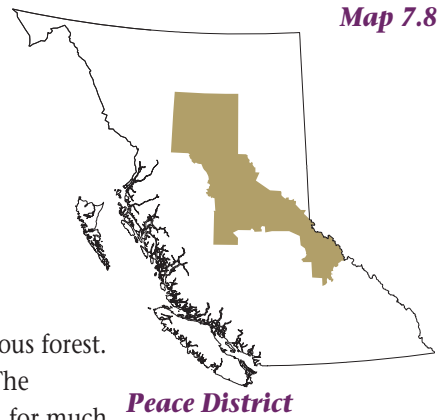 Map 7.8
ous forest.
The
for much
Peace District